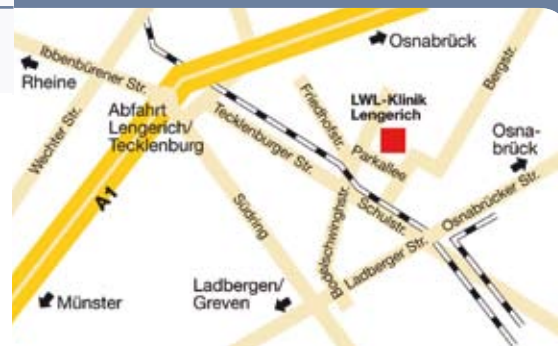 Osnabrück
Ibbenbürener Str.
Rheine
Wechter Str.
Abfahrt
Lengerich/
Tecklenburg
A1
Münster
Tecklenburger Str.
Südring
Ladbergen/
Greven
Friedhofstr.
LWL-Klinik
Lengerich
Parkallee
Bergstr.
Osna-
brück
Schulstr.
Bodelschwinghstr.
Ladberger Str.
Osnabrücker Str.